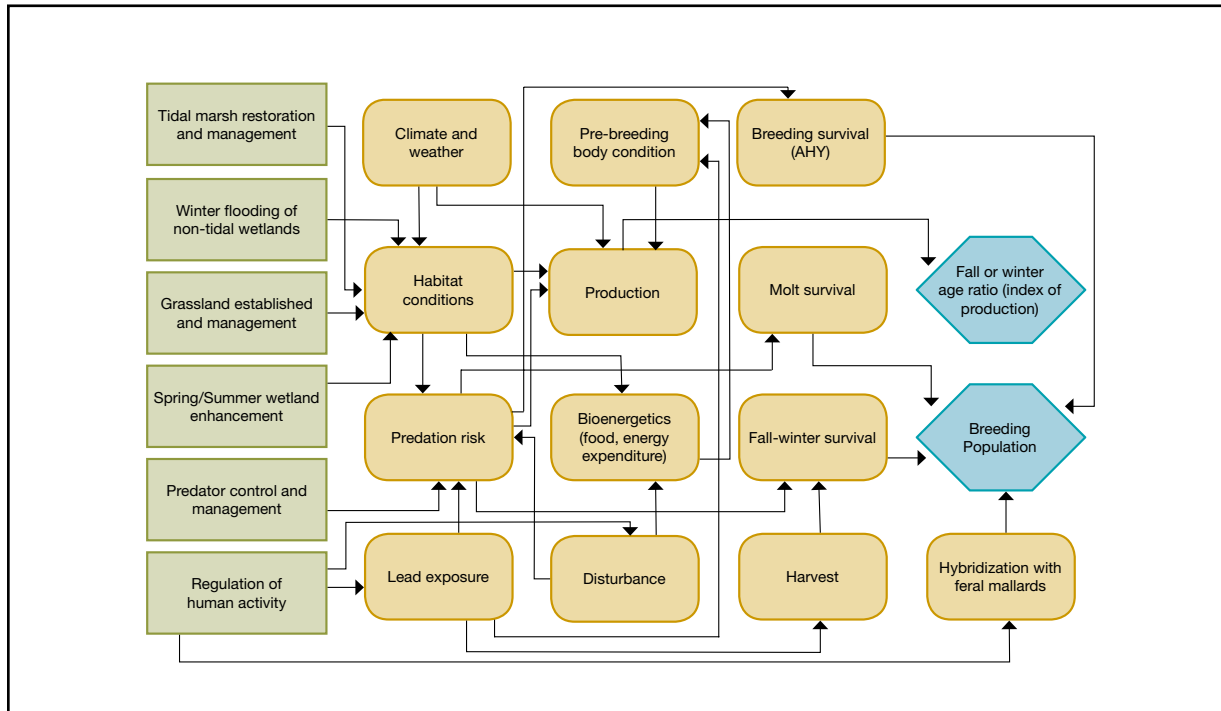 Tidal marsh restoration
and management
Climate and
weather
Pre-breeding
body condition
Breeding survival
(AHY)
Winter flooding of
non-tidal wetlands
Habitat
conditions
Production
Molt survival
Fall or winter
age ratio (index of
production)
Grassland established
and management
Spring/Summer wetland
enhancement
Predation risk
Bioenergetics
(food, energy
expenditure)
Fall-winter survival
Breeding
Population
Predator control and
management
Regulation of
human activity
Lead exposure
Disturbance
Harvest
Hybridization with
feral mallards